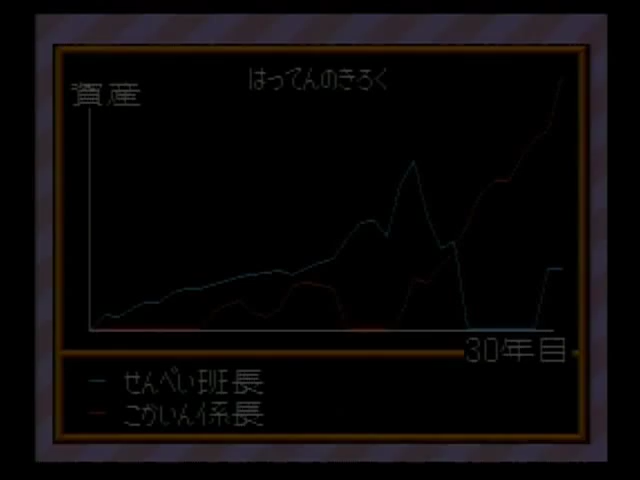 はってんのきろく
資産
30年目
せんべい班長
こかいん係長